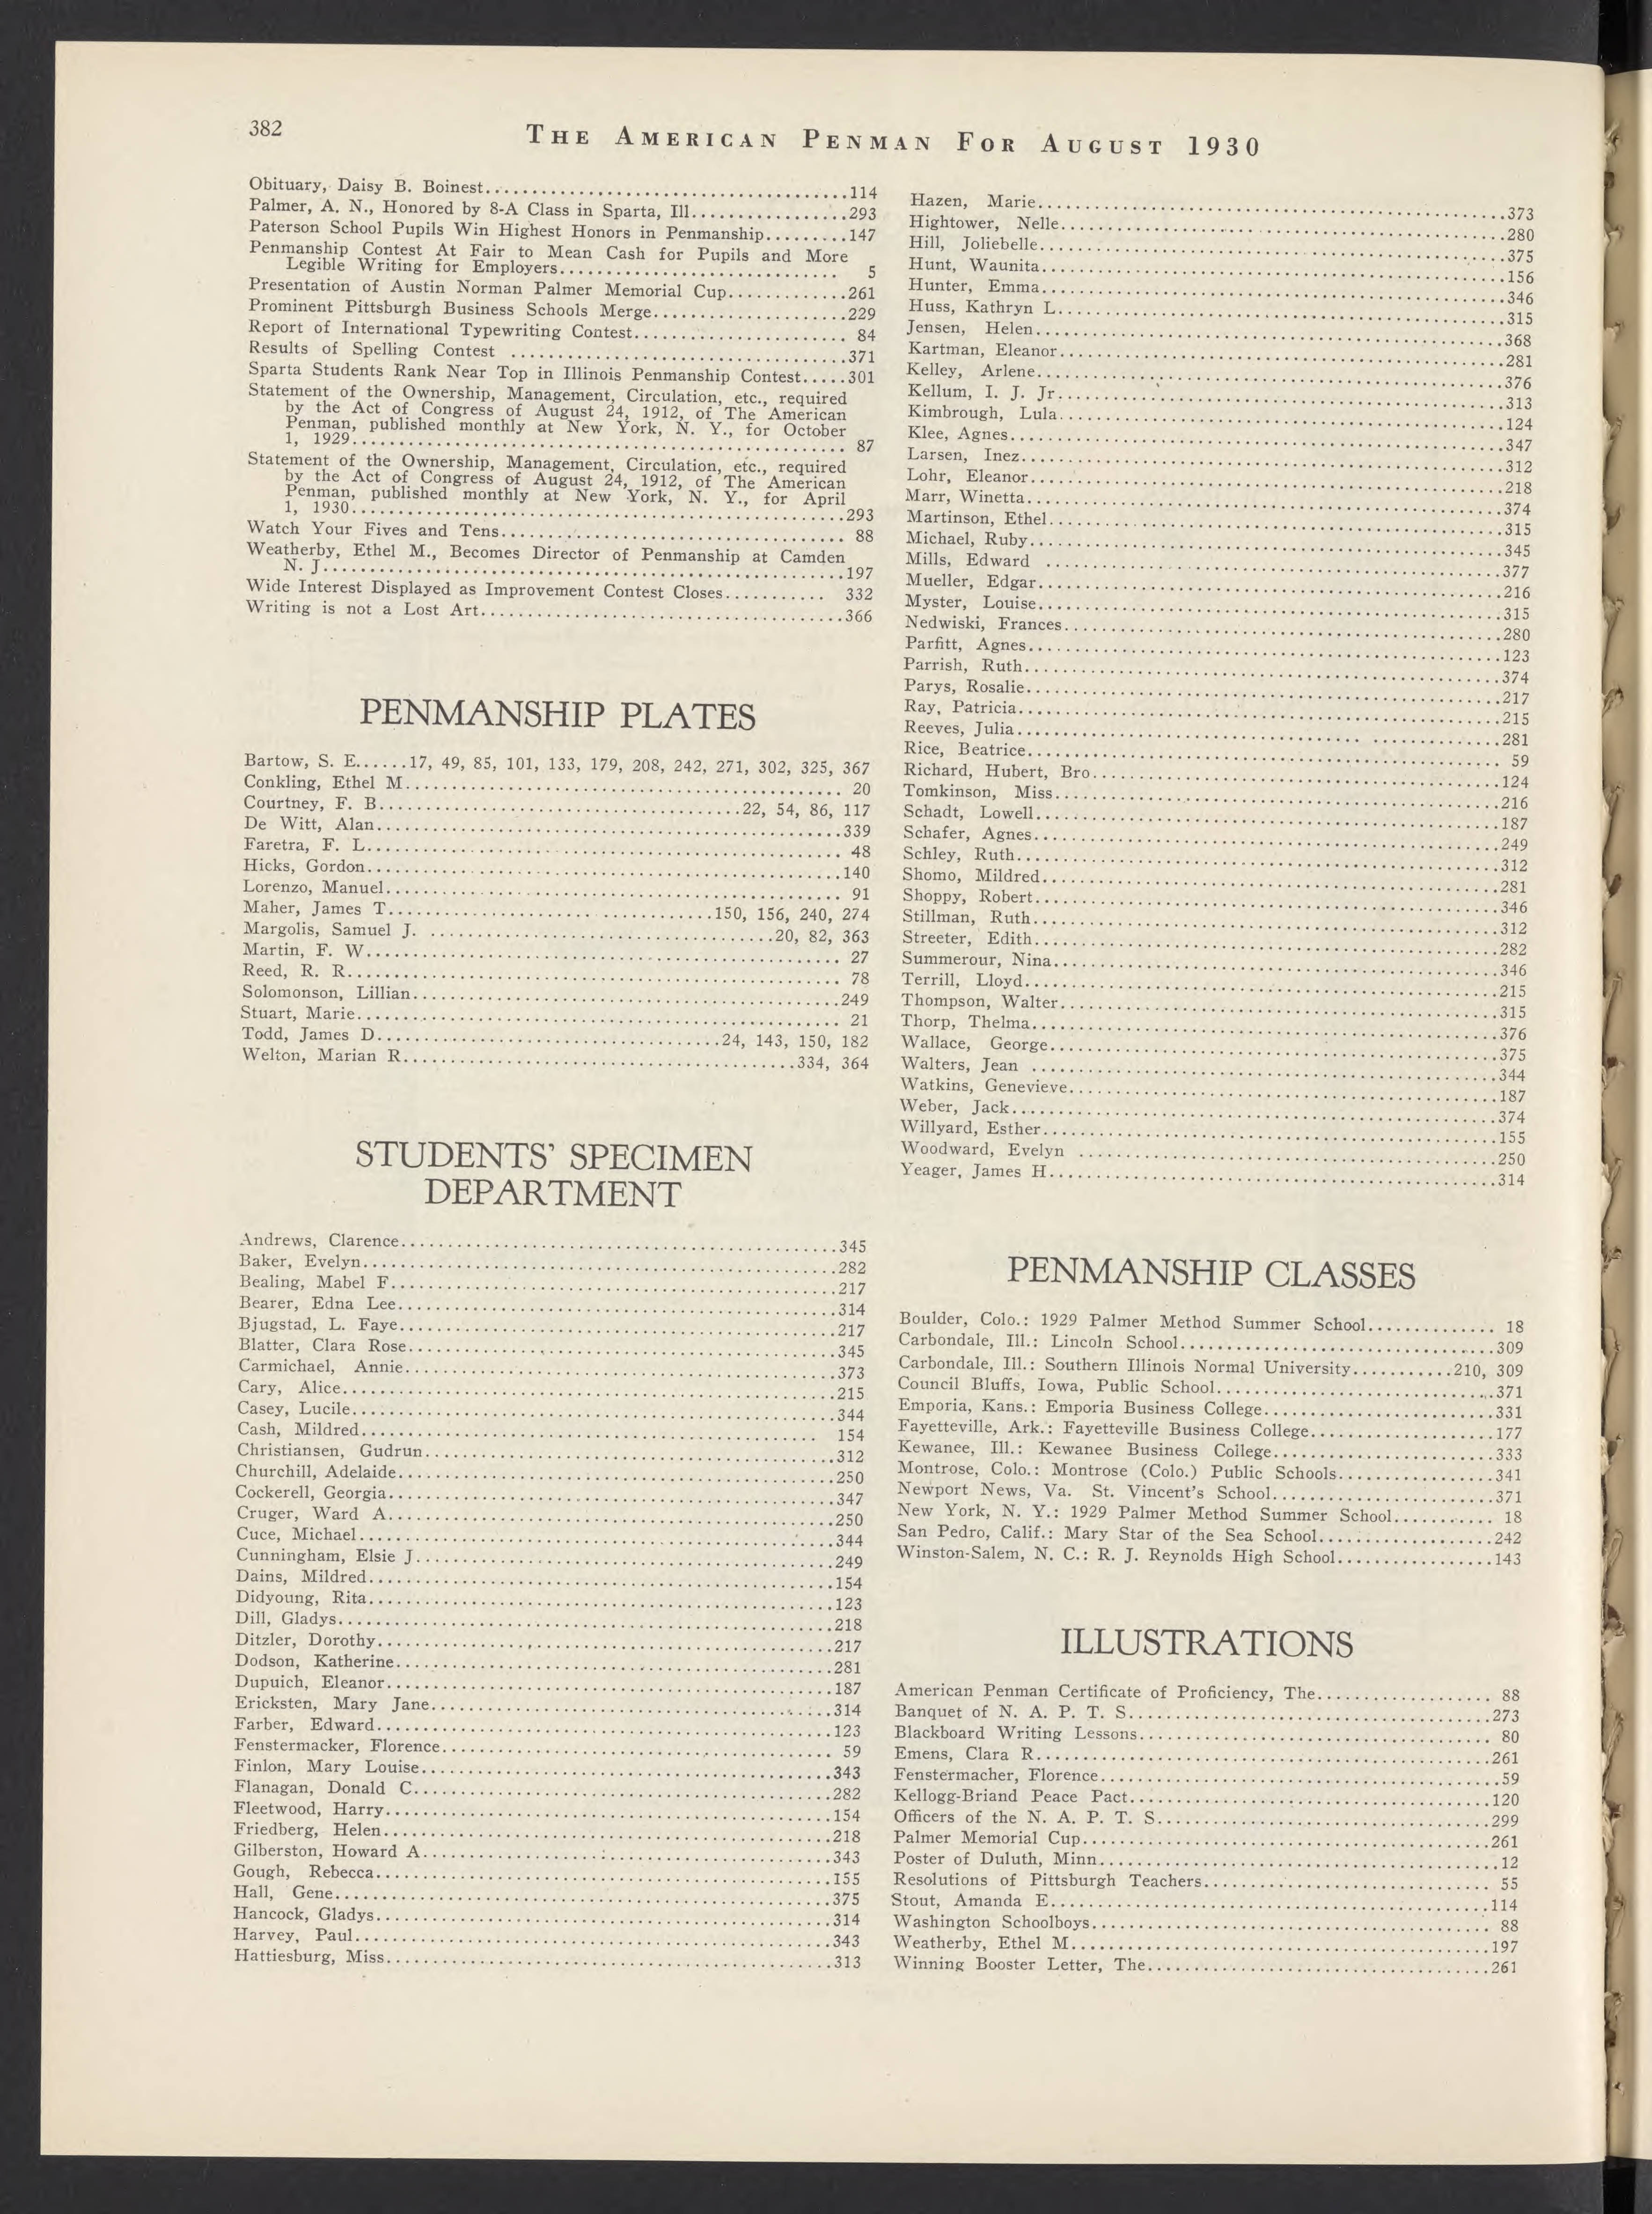 382
THE AMERICAN PENMAN FOR AUGUST 1930
Obituary, Daisy B. Boinest.......................................114
Palmer, A. N., Honored by 8-A Class in Sparta, Ill.................293
Paterson School Pupils Win Highest Honors in Penmanship.........147
Penmanship Contest At Fair to Mean Cash for Pupils and More
Legible Writing for Employers.............................. 5
Presentation of Austin Norman Palmer Memorial Cup.............261
Prominent Pittsburgh Business Schools Merge.....................229
Report of International Typewriting Contest....................... 84
Results of Spelling Contest ....................................371
Sparta Students Rank Near Top in Illinois Penmanship Contest.....301
Statement of the Ownership, Management, Circulation, etc., required
by the Act of Congress of August 24, 1912, of The American
Penman, published monthly at New York, N. Y., for October
1, 1929..................................................... 87
Statement of the Ownership, Management, Circulation, etc., required
by the Act of Congress of August 24, 1912, of The American
Penman, published monthly at New York, N. Y., for April
1, 1930.....................................................293
Watch Your Fives and Tens..................................... 88
Weatherby, Ethel M., Becomes Director of Penmanship at Camden
N. J........................................................197
Wide Interest Displayed as Improvement Contest Closes........... 332
Writing is not a Lost Art.......................................366
PENMANSHIP PLATES
Bartow, S. E......17, 49, 85, 101, 133, 179, 208, 242, 271, 302, 325, 367
Conkling, Ethel M............................................... 20
Courtney, F. B.......................................22, 54, 86, 117
De Witt, Alan..................................................339
Faretra, F. L................................................... 48
Hicks, Gordon...................................................140
Lorenzo, Manuel................................................. 91
Maher, James T...................................150, 156, 240, 274
Margolis, Samuel J. .....................................20, 82, 363
Martin, F. W................................................... 27
Reed, R. R..................................................... 78
Solomonson, Lillian..............................................249
Stuart, Marie.................................................... 21
Todd, James D.....................................24, 143, 150, 182
Welton, Marian R..........................................334, 364
STUDENTS' SPECIMEN
DEPARTMENT
Andrews, Clarence...............................................345
Baker, Evelyn...................................................282
Bealing, Mabel F................................................217
Bearer, Edna Lee...............................................314
Bjugstad, L. Faye...............................................217
Blatter, Clara Rose..............................................345
Carmichael, Annie..............................................373
Cary, Alice.....................................................215
Casey, Lucile....................................................344
Cash, Mildred................................................. 154
Christiansen, Gudrun............................................312
Churchill, Adelaide...............................................250
Cockerell, Georgia................................................347
Cruger, Ward A................................................250
Cuce, Michael...................................................344
Cunningham, Elsie J.............................................249
Dains, Mildred..................................................154
Didyoung, Rita..................................................123
Dill, Gladys.....................................................218
Ditzler, Dorothy.................................................217
Dodson, Katherine...............................................281
Dupuich, Eleanor................................................187
Ericksten, Mary Jane............................................314
Farber, Edward.................................................123
Fenstermacker, Florence.......................................... 59
Finlon, Mary Louise.............................................343
Flanagan, Donald C.............................................282
Fleetwood, Harry................................................154
Friedberg, Helen.................................................218
Gilberston, Howard A............................................343
Gough, Rebecca.................................................155
Hall, Gene......................................................375
Hancock, Gladys.................................................314
Harvey, Paul....................................................343
Hattiesburg, Miss................................................313
Hazen, Marie...................................................373
Hightower, Nelle................................................280
Hill, Joliebelle...................................................375
Hunt, Waunita..................................................156
Hunter, Emma..................................................346
Huss, Kathryn L................................................315
Jensen, Helen...................................................368
Kartman, Eleanor................................................281
Kelley, Arlene...................................................376
Kellum, I. J. Jr..................................................313
Kimbrough, Lula................................................124
Klee, Agnes.....................................................347
Larsen, Inez....................................................312
Lohr, Eleanor...................................................218
Marr, Winetta...................................................374
Martinson, Ethel.................................................315
Michael, Ruby...................................................345
Mills, Edward ..................................................377
Mueller, Edgar..................................................216
Myster, Louise..................................................315
Nedwiski, Frances................................................280
Parfitt, Agnes...................................................123
Parrish, Ruth...................................................374
Parys, Rosalie...................................................217
Ray, Patricia....................................................215
Reeves, Julia....................................................281
Rice, Beatrice................................................... 59
Richard, Hubert, Bro............................................124
Tomkinson, Miss................................................216
Schadt, Lowell..................................................187
Schafer, Agnes..................................................249
Schley, Ruth....................................................312
Shomo, Mildred.................................................281
Shoppy, Robert..................................................346
Stillman, Ruth..................................................312
Streeter, Edith..................................................282
Summerour, Nina................................................346
Terrill, Lloyd...................................................215
Thompson, Walter...............................................315
Thorp, Thelma..................................................376
Wallace, George.................................................375
Walters, Jean ..................................................344
Watkins, Genevieve..............................................187
Weber, Jack....................................................374
Willyard, Esther.................................................155
Woodward, Evelyn .............................................250
Yeager, James H................................................314
PENMANSHIP CLASSES
Boulder, Colo.: 1929 Palmer Method Summer School.............. 18
Carbondale, Ill.: Lincoln School..................................309
Carbondale, Ill.: Southern Illinois Normal University...........210, 309
Council Bluffs, Iowa, Public School..............................371
Emporia, Kans.: Emporia Business College.........................331
Fayetteville, Ark.: Fayetteville Business College....................177
Kewanee, Ill.: Kewanee Business College........................333
Montrose, Colo.: Montrose (Colo.) Public Schools.................341
Newport News, Va. St. Vincent's School........................371
New York, N. Y.: 1929 Palmer Method Summer School........... 18
San Pedro, Calif.: Mary Star of the Sea School...................242
Winston-Salem, N. C.: R. J. Reynolds High School.................143
ILLUSTRATIONS
American Penman Certificate of Proficiency, The................... 88
Banquet of N. A. P. T. S.......................................273
Blackboard Writing Lessons...................................... 80
Emens, Clara R.................................................261
Fenstermacher, Florence...........................................59
Kellogg-Briand Peace Pact.......................................120
Officers of the N. A. P. T. S....................................299
Palmer Memorial Cup............................................261
Poster of Duluth, Minn...........................................12
Resolutions of Pittsburgh Teachers............................... 55
Stout, Amanda E...............................................114
Washington Schoolboys........................................... 88
Weatherby, Ethel M.............................................197
Winning Booster Letter, The.....................................261